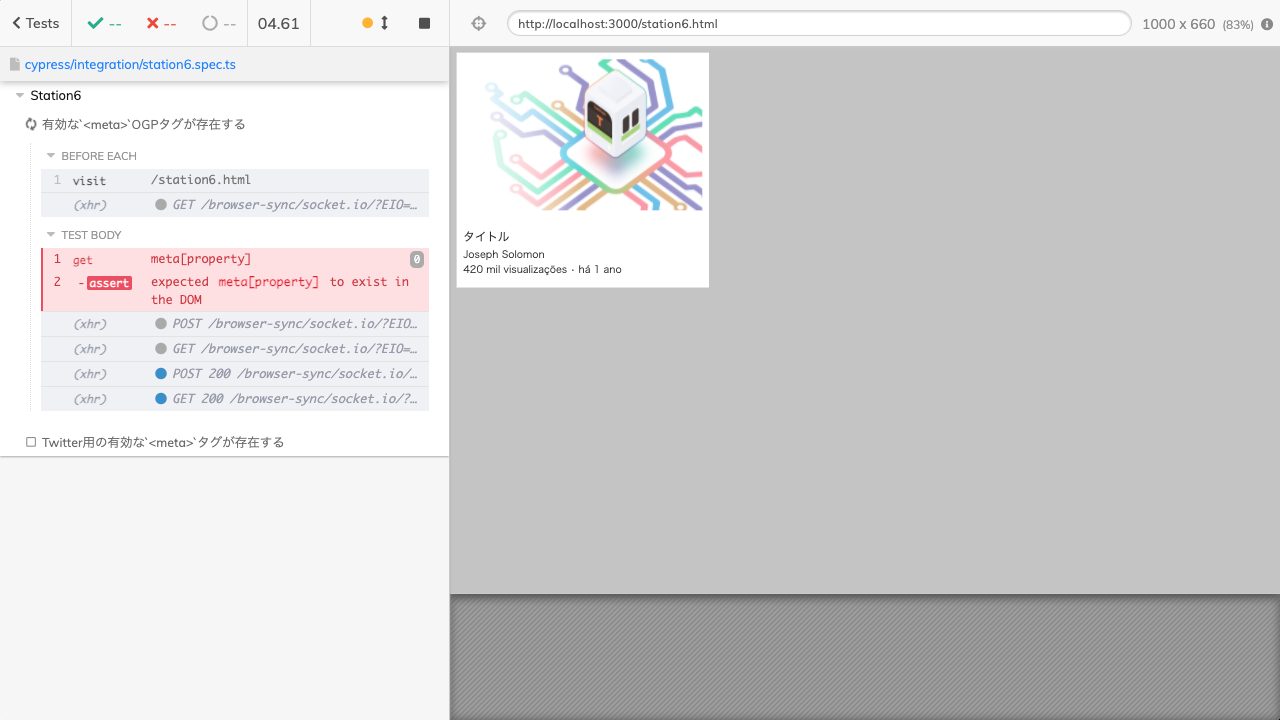 Tests
--
--
--
04.61
http://localhost:3000/station6.html
1000 x 660 (83%)
cypress/integration/station6.spec.ts
Station6
有効な`<meta>`OGPタグが存在する
BEFORE EACH
1 visit /station6.html
(xhr) GET /browser-sync/socket.io/?EIO=…
TEST BODY
1 get meta[property] 0
2 -assert expected meta[property] to exist in
the DOM
(xhr) POST /browser-sync/socket.io/?EIO…
(xhr) GET /browser-sync/socket.io/?EIO=…
(xhr) POST 200 /browser-sync/socket.io/…
(xhr) GET 200 /browser-sync/socket.io/?…
Twitter用の有効な`<meta>`タグが存在する
T
タイトル
Joseph Solomon
420 mil visualizações・há 1 ano